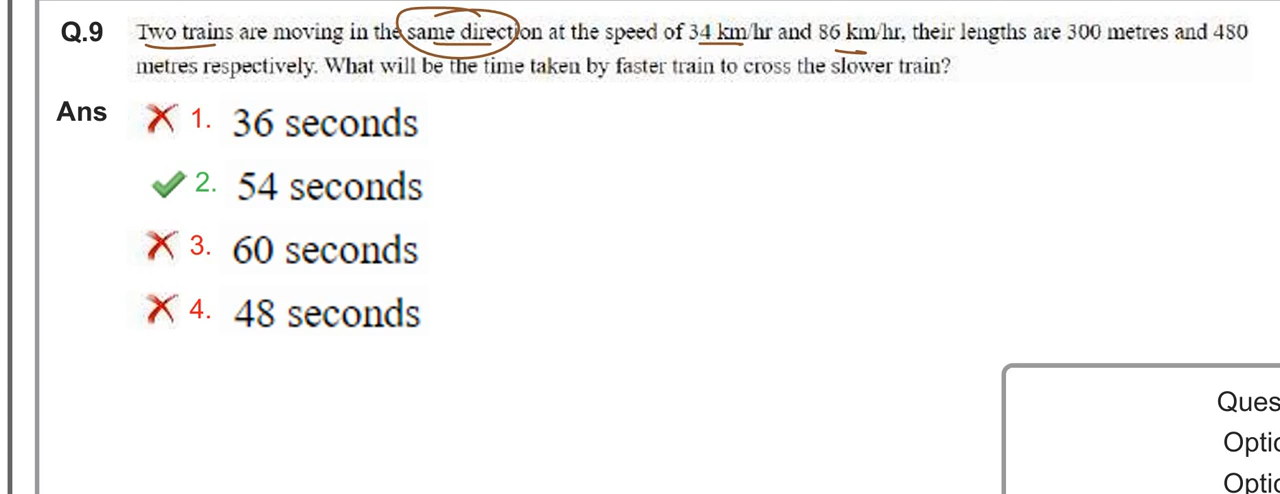 Q.9 Two trains are moving in the same direction at the speed of 34 km/hr and 86 km/hr, their lengths are 300 metres and 480
metres respectively. What will be the time taken by faster train to cross the slower train?
Ans 1. 36 seconds
2. 54 seconds
3. 60 seconds
4. 48 seconds
Ques
Optic
Optic